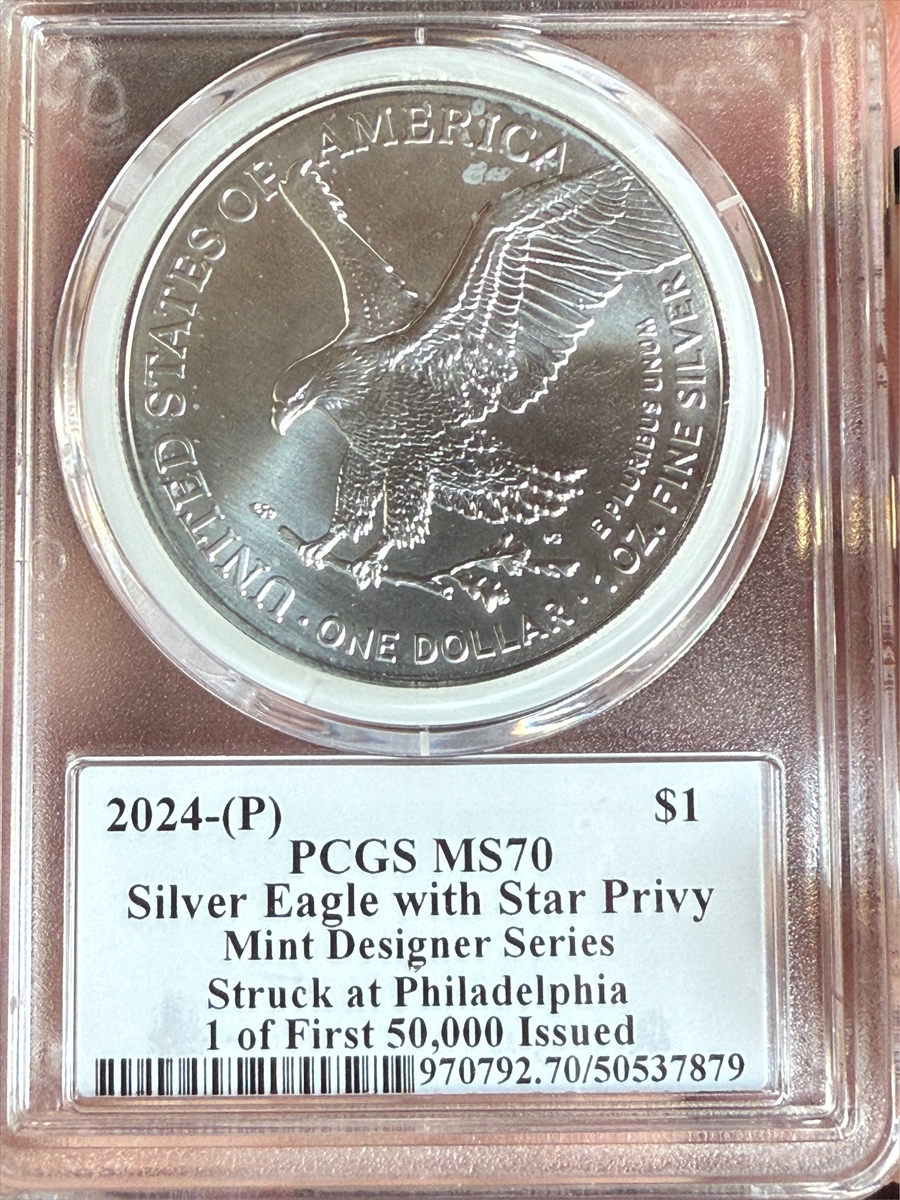 UNITED STATES OF AMERICA
E PLURIBUS UNUM
OZ. FINE SILVER
· ONE DOLLAR ·
2024-(P) $1
PCGS MS70
Silver Eagle with Star Privy
Mint Designer Series
Struck at Philadelphia
1 of First 50,000 Issued
970792.70/50537879